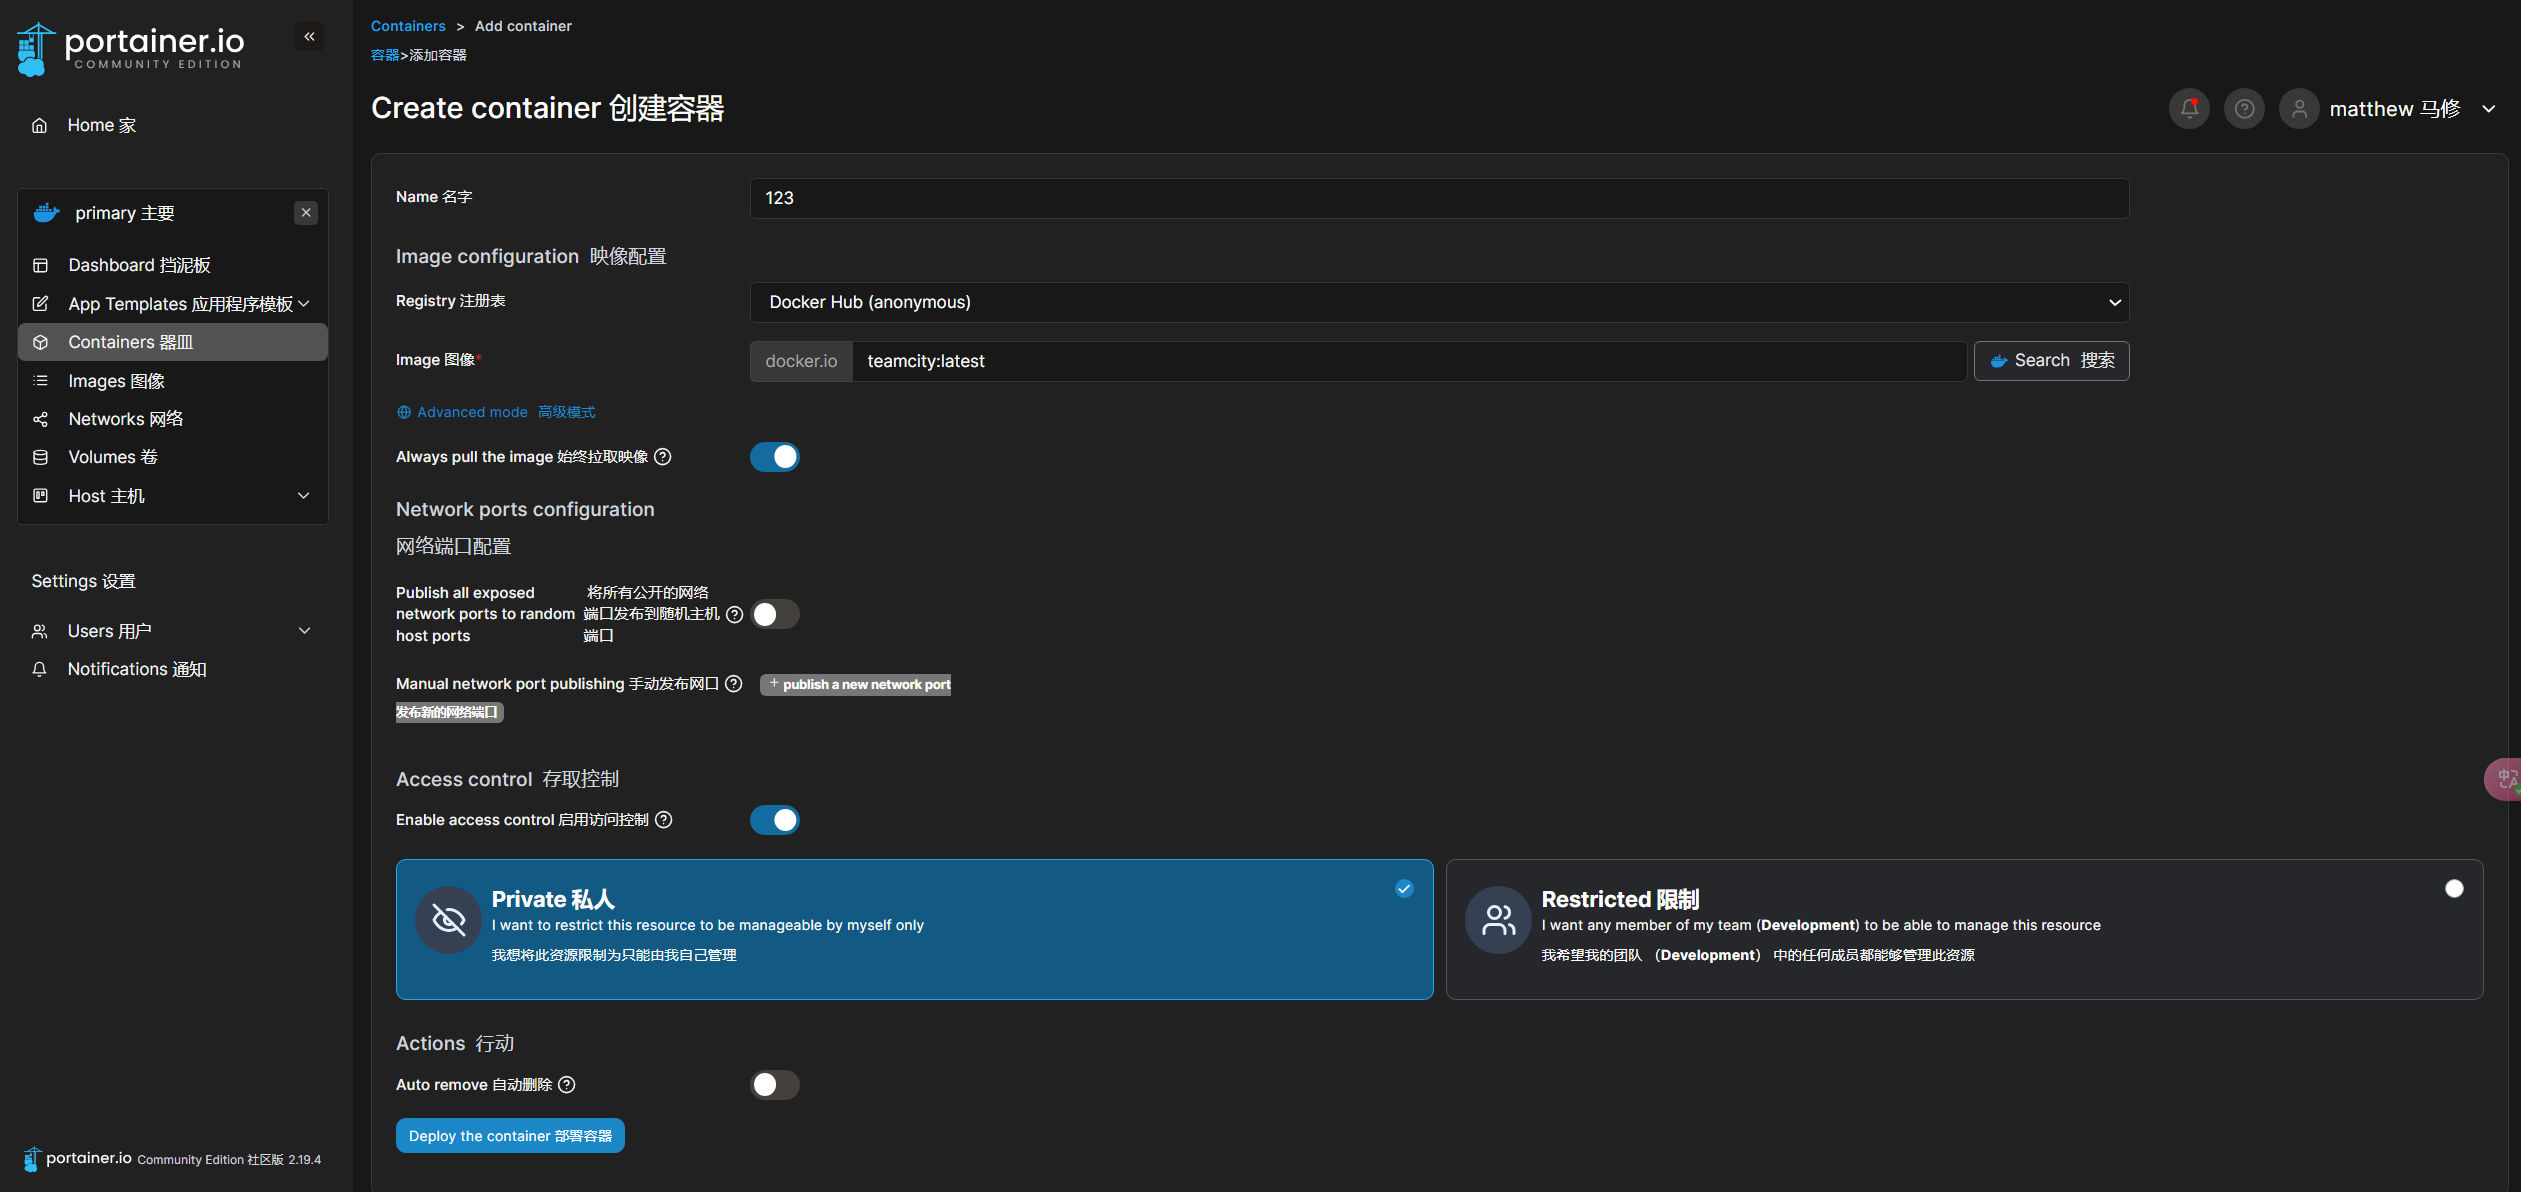 portainer.io
COMMUNITY EDITION
Home 家
primary 主要
Dashboard 挡泥板
App Templates 应用程序模板
Containers 器皿
Images 图像
Networks 网络
Volumes 卷
Host 主机
Settings 设置
Users 用户
Notifications 通知
portainer.io Community Edition 社区版 2.19.4
Containers > Add container
容器>添加容器
Create container 创建容器
matthew 马修
Name 名字
123
Image configuration 映像配置
Registry 注册表
Docker Hub (anonymous)
Image 图像*
docker.io
teamcity:latest
Search 搜索
Advanced mode 高级模式
Always pull the image 始终拉取映像
Network ports configuration
网络端口配置
Publish all exposed
network ports to random
host ports
将所有公开的网络
端口发布到随机主机
端口
Manual network port publishing 手动发布网口
+ publish a new network port
发布新的网络端口
Access control 存取控制
Enable access control 启用访问控制
Private 私人
I want to restrict this resource to be manageable by myself only
我想将此资源限制为只能由我自己管理
Restricted 限制
I want any member of my team (Development) to be able to manage this resource
我希望我的团队 （Development） 中的任何成员都能够管理此资源
Actions 行动
Auto remove 自动删除
Deploy the container 部署容器